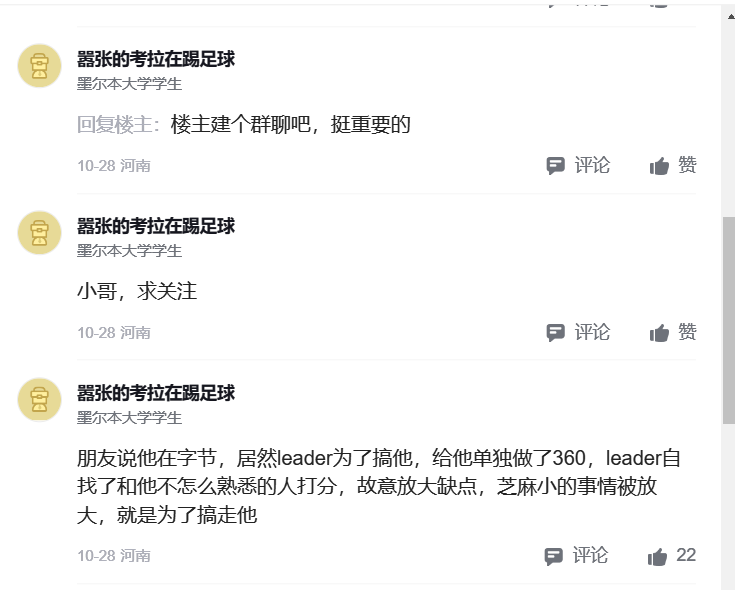 嚣张的考拉在踢足球
墨尔本大学学生
回复楼主：楼主建个群聊吧，挺重要的
10-28 河南 评论 赞
嚣张的考拉在踢足球
墨尔本大学学生
小哥，求关注
10-28 河南 评论 赞
嚣张的考拉在踢足球
墨尔本大学学生
朋友说他在字节，居然leader为了搞他，给他单独做了360，leader自
找了和他不怎么熟悉的人打分，故意放大缺点，芝麻小的事情被放
大，就是为了搞走他
10-28 河南 评论 22